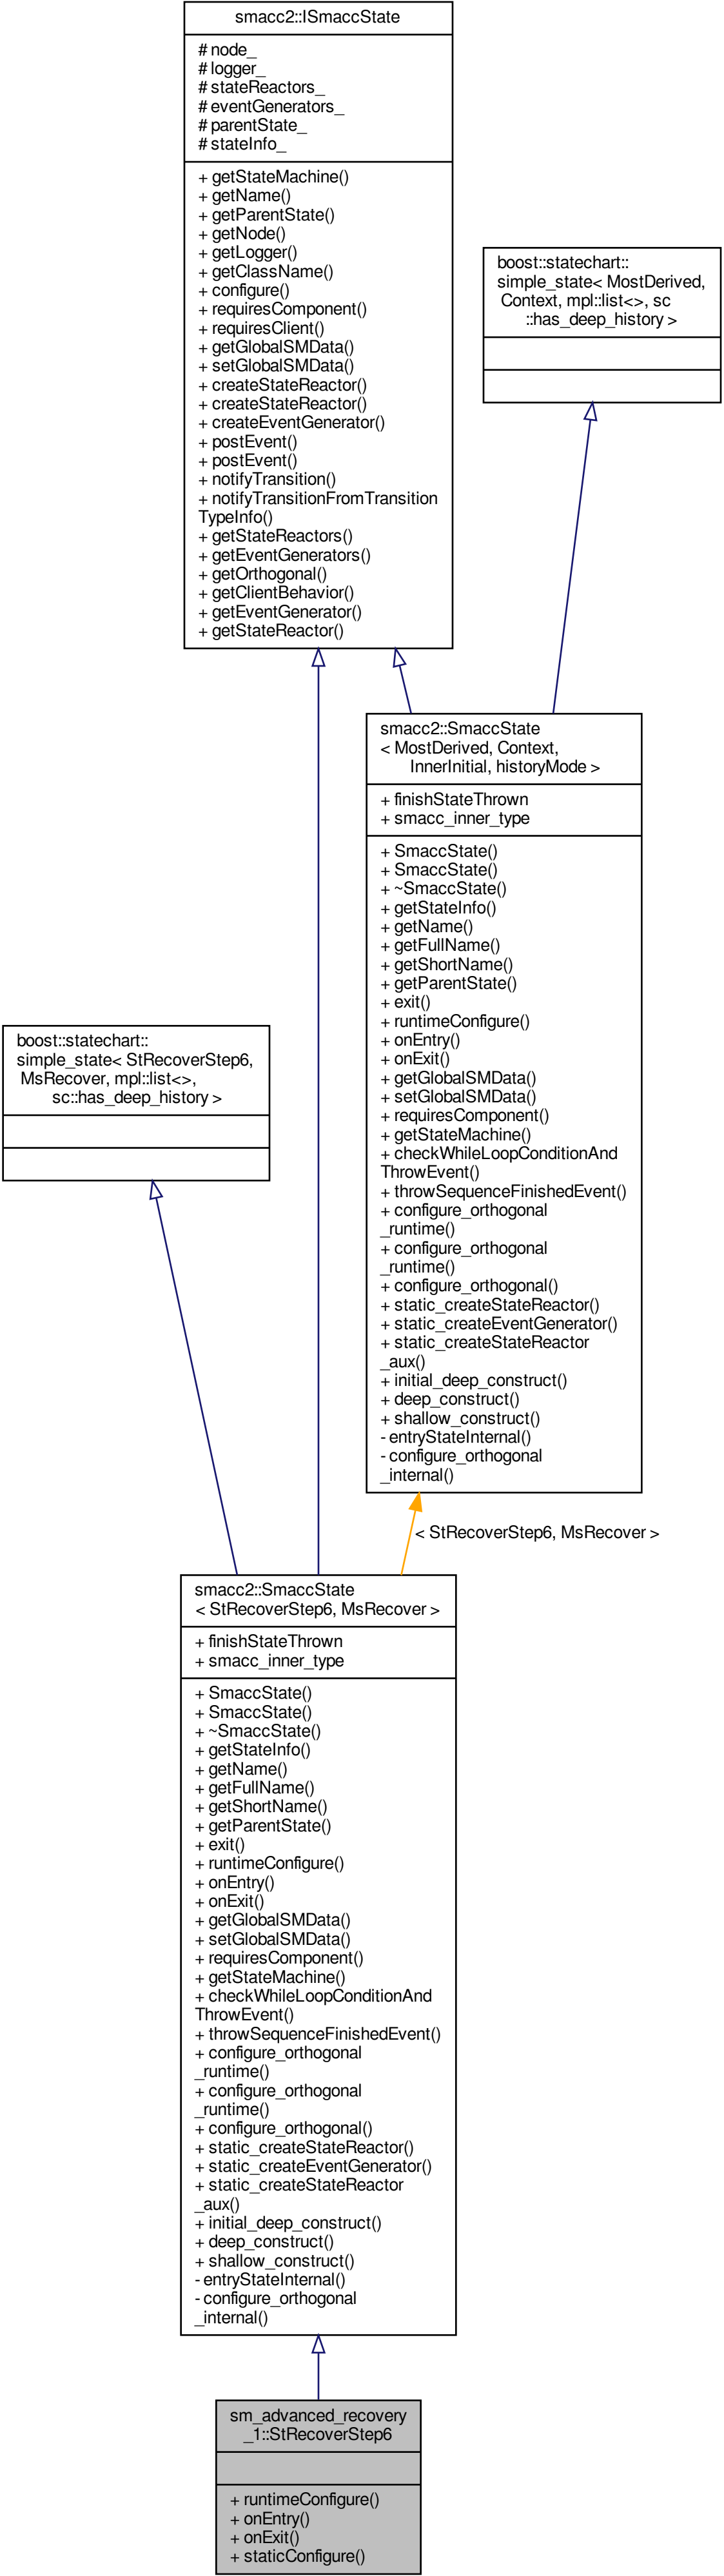 smacc2::ISmaccState
# node_
# logger_
# stateReactors_
# eventGenerators_
# parentState_
# stateInfo_
+ getStateMachine()
+ getName()
+ getParentState()
+ getNode()
+ getLogger()
+ getClassName()
+ configure()
+ requiresComponent()
+ requiresClient()
+ getGlobalSMData()
+ setGlobalSMData()
+ createStateReactor()
+ createStateReactor()
+ createEventGenerator()
+ postEvent()
+ postEvent()
+ notifyTransition()
+ notifyTransitionFromTransition
TypeInfo()
+ getStateReactors()
+ getEventGenerators()
+ getOrthogonal()
+ getClientBehavior()
+ getEventGenerator()
+ getStateReactor()
boost::statechart::
simple_state< MostDerived,
Context, mpl::list<>, sc
::has_deep_history >
smacc2::SmaccState
< MostDerived, Context,
InnerInitial, historyMode >
+ finishStateThrown
+ smacc_inner_type
+ SmaccState()
+ SmaccState()
+ ~SmaccState()
+ getStateInfo()
+ getName()
+ getFullName()
+ getShortName()
+ getParentState()
+ exit()
+ runtimeConfigure()
+ onEntry()
+ onExit()
+ getGlobalSMData()
+ setGlobalSMData()
+ requiresComponent()
+ getStateMachine()
+ checkWhileLoopConditionAnd
ThrowEvent()
+ throwSequenceFinishedEvent()
+ configure_orthogonal
_runtime()
+ configure_orthogonal
_runtime()
+ configure_orthogonal()
+ static_createStateReactor()
+ static_createEventGenerator()
+ static_createStateReactor
_aux()
+ initial_deep_construct()
+ deep_construct()
+ shallow_construct()
- entryStateInternal()
- configure_orthogonal
_internal()
boost::statechart::
simple_state< StRecoverStep6,
MsRecover, mpl::list<>,
sc::has_deep_history >
< StRecoverStep6, MsRecover >
smacc2::SmaccState
< StRecoverStep6, MsRecover >
+ finishStateThrown
+ smacc_inner_type
+ SmaccState()
+ SmaccState()
+ ~SmaccState()
+ getStateInfo()
+ getName()
+ getFullName()
+ getShortName()
+ getParentState()
+ exit()
+ runtimeConfigure()
+ onEntry()
+ onExit()
+ getGlobalSMData()
+ setGlobalSMData()
+ requiresComponent()
+ getStateMachine()
+ checkWhileLoopConditionAnd
ThrowEvent()
+ throwSequenceFinishedEvent()
+ configure_orthogonal
_runtime()
+ configure_orthogonal
_runtime()
+ configure_orthogonal()
+ static_createStateReactor()
+ static_createEventGenerator()
+ static_createStateReactor
_aux()
+ initial_deep_construct()
+ deep_construct()
+ shallow_construct()
- entryStateInternal()
- configure_orthogonal
_internal()
sm_advanced_recovery
_1::StRecoverStep6
+ runtimeConfigure()
+ onEntry()
+ onExit()
+ staticConfigure()